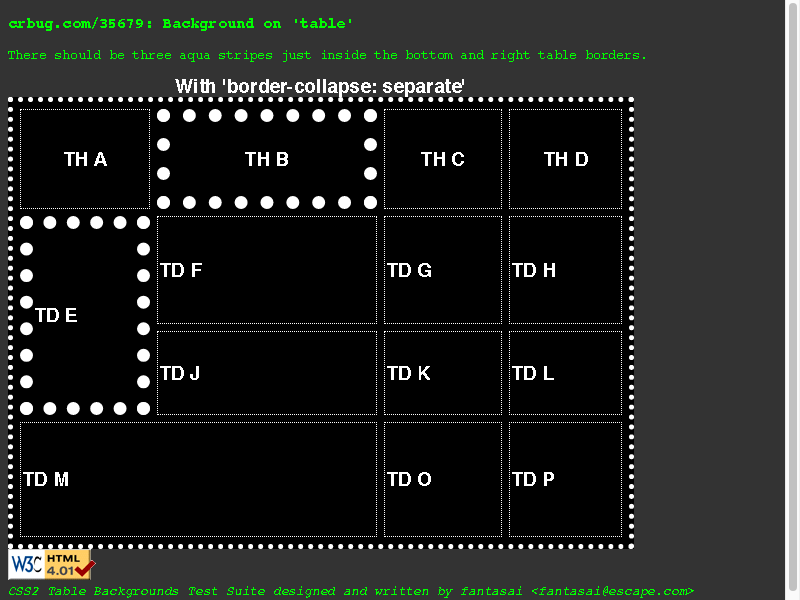 crbug.com/35679: Background on 'table'
There should be three aqua stripes just inside the bottom and right table borders.
With 'border-collapse: separate'
TH A TH B TH C TH D
TD E
TD F TD G TD H
TD J TD K TD L
TD M TD O TD P
W3C HTML 4.01
CSS2 Table Backgrounds Test Suite designed and written by fantasai <fantasai@escape.com>